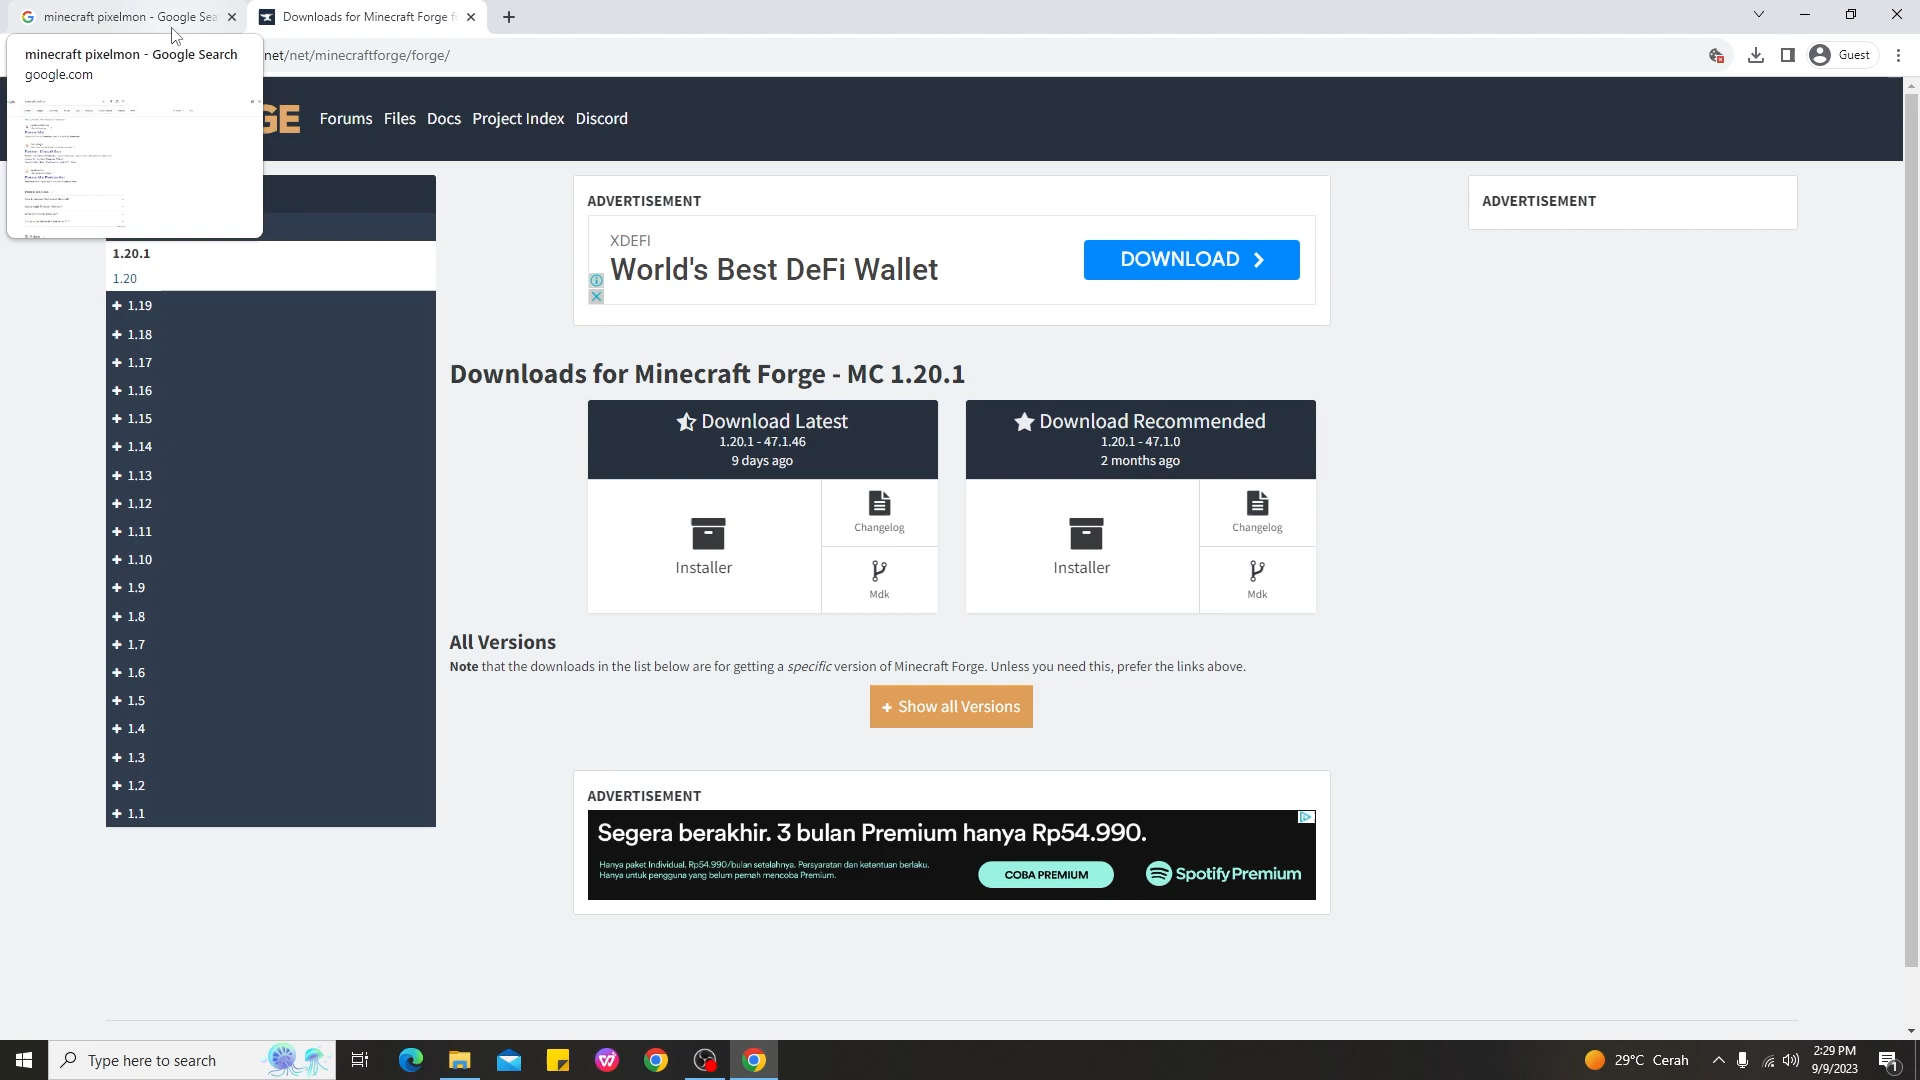 minecraft pixelmon - Google Sea
Downloads for Minecraft Forge f
minecraft pixelmon - Google Search
google.com
net/net/minecraftforge/forge/
Guest
GE
Forums Files Docs Project Index Discord
1.20.1
1.20
1.19
1.18
1.17
1.16
1.15
1.14
1.13
1.12
1.11
1.10
1.9
1.8
1.7
1.6
1.5
1.4
1.3
1.2
1.1
ADVERTISEMENT
XDEFI
World's Best DeFi Wallet
DOWNLOAD
ADVERTISEMENT
Downloads for Minecraft Forge - MC 1.20.1
Download Latest
1.20.1 - 47.1.46
9 days ago
Installer
Changelog
Mdk
Download Recommended
1.20.1 - 47.1.0
2 months ago
Installer
Changelog
Mdk
All Versions
Note that the downloads in the list below are for getting a specific version of Minecraft Forge. Unless you need this, prefer the links above.
+ Show all Versions
ADVERTISEMENT
Segera berakhir. 3 bulan Premium hanya Rp54.990.
Hanya paket Individual. Rp54.990/bulan setelahnya. Persyaratan dan ketentuan berlaku.
Hanya untuk pengguna yang belum pernah mencoba Premium.
COBA PREMIUM
Spotify Premium
Type here to search
29°C Cerah
2:29 PM
9/9/2023
1